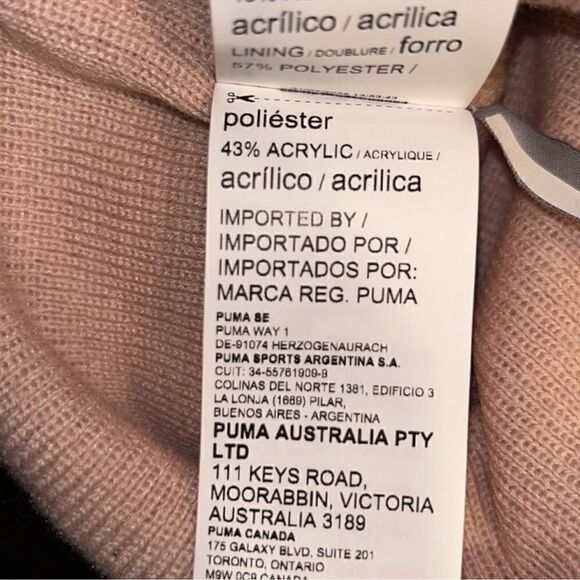 acrílico / acrilica
LINING / DOUBLURE / forro
57% POLYESTER /
poliéster
43% ACRYLIC / ACRYLIQUE /
acrílico / acrilica
IMPORTED BY /
IMPORTADO POR /
IMPORTADOS POR:
MARCA REG. PUMA
PUMA SE
PUMA WAY 1
DE-91074 HERZOGENAURACH
PUMA SPORTS ARGENTINA S.A.
CUIT: 34-55761909-9
COLINAS DEL NORTE 1381, EDIFICIO 3
LA LONJA (1669) PILAR,
BUENOS AIRES - ARGENTINA
PUMA AUSTRALIA PTY
LTD
111 KEYS ROAD,
MOORABBIN, VICTORIA
AUSTRALIA 3189
PUMA CANADA
175 GALAXY BLVD, SUITE 201
TORONTO, ONTARIO
M9W 0C9 CANADA